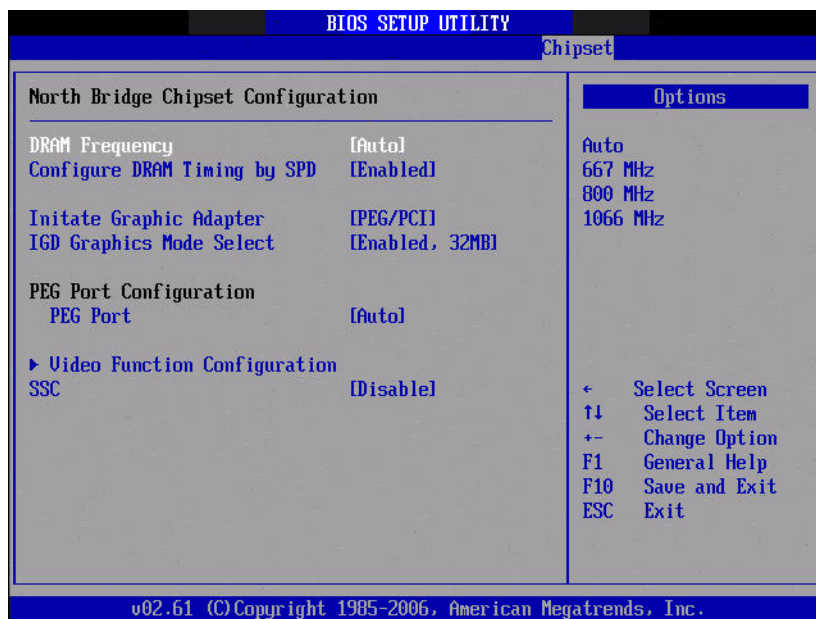 BIOS SETUP UTILITY
Chipset
North Bridge Chipset Configuration
DRAM Frequency [Auto]
Configure DRAM Timing by SPD [Enabled]
Initate Graphic Adapter [PEG/PCI]
IGD Graphics Mode Select [Enabled, 32MB]
PEG Port Configuration
PEG Port [Auto]
► Video Function Configuration
SSC [Disable]
Options
Auto
667 MHz
800 MHz
1066 MHz
← Select Screen
↑↓ Select Item
+- Change Option
F1 General Help
F10 Save and Exit
ESC Exit
v02.61 (C)Copyright 1985-2006, American Megatrends, Inc.